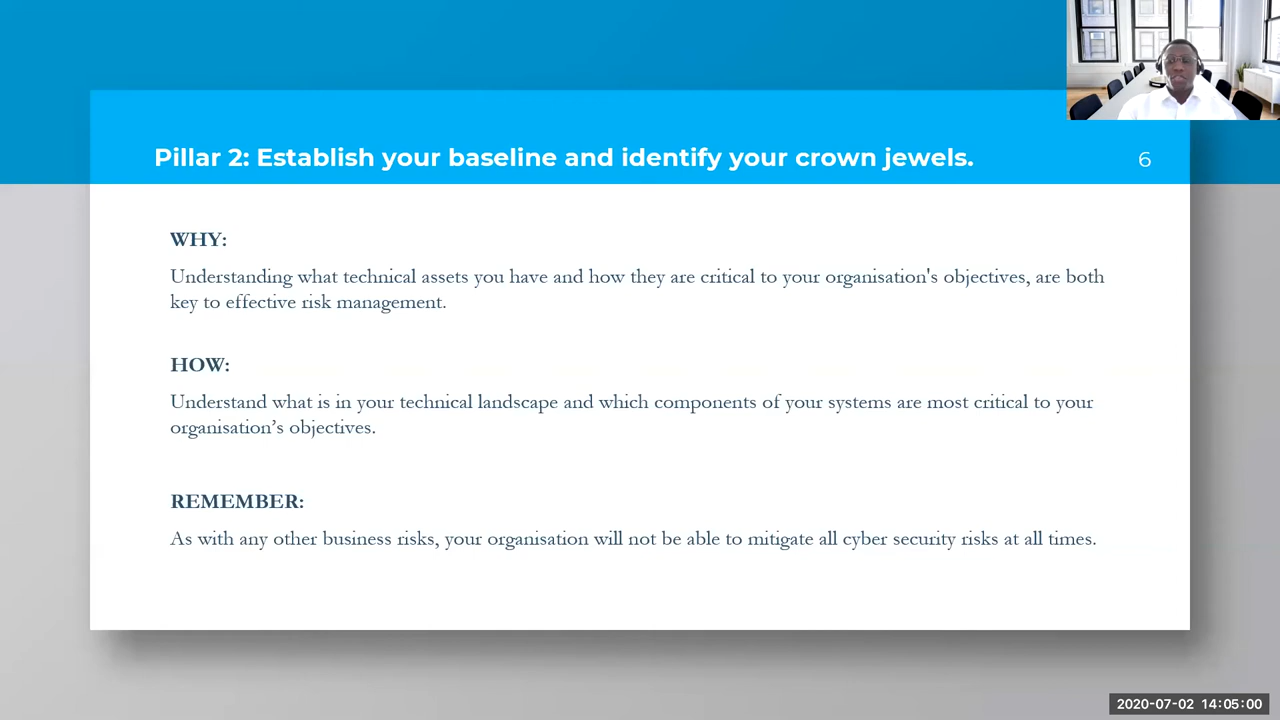 Pillar 2: Establish your baseline and identify your crown jewels.
6
WHY:
Understanding what technical assets you have and how they are critical to your organisation's objectives, are both
key to effective risk management.
HOW:
Understand what is in your technical landscape and which components of your systems are most critical to your
organisation’s objectives.
REMEMBER:
As with any other business risks, your organisation will not be able to mitigate all cyber security risks at all times.
2020-07-02 14:05:00